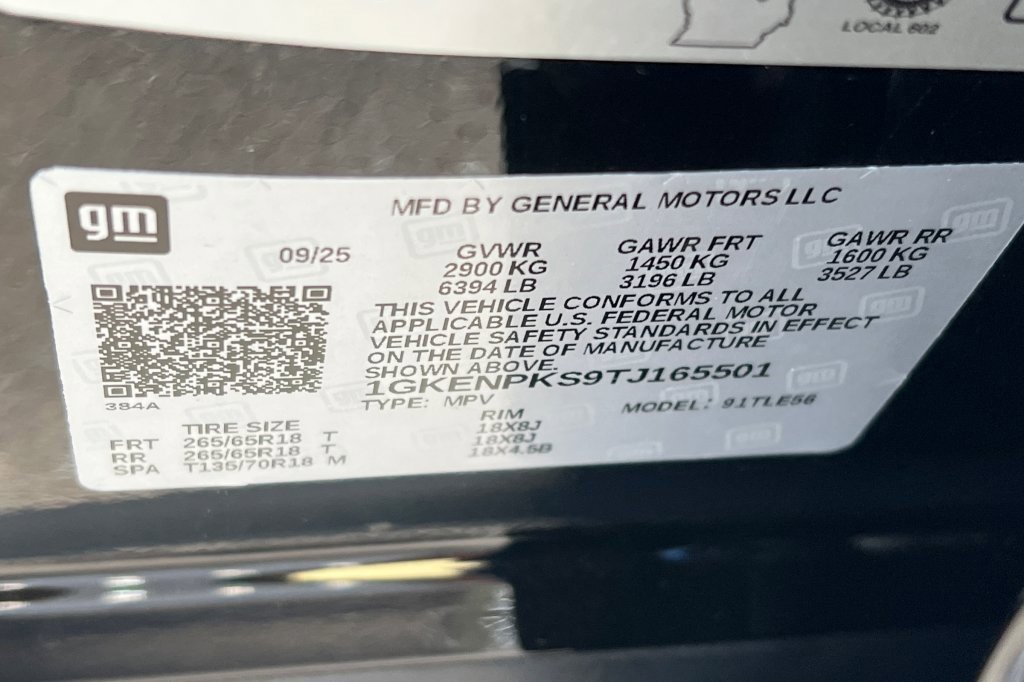 LOCAL 602
gm
MFD BY GENERAL MOTORS LLC
09/25
GVWR GAWR FRT GAWR RR
2900 KG 1450 KG 1600 KG
6394 LB 3196 LB 3527 LB
THIS VEHICLE CONFORMS TO ALL
APPLICABLE U.S. FEDERAL MOTOR
VEHICLE SAFETY STANDARDS IN EFFECT
ON THE DATE OF MANUFACTURE
SHOWN ABOVE.
1GKENPKS9TJ165501
384A
TYPE: MPV MODEL: 91TLE56
TIRE SIZE RIM
FRT 265/65R18 T 18X8J
RR 265/65R18 T 18X8J
SPA T135/70R18 M 18X4.5B